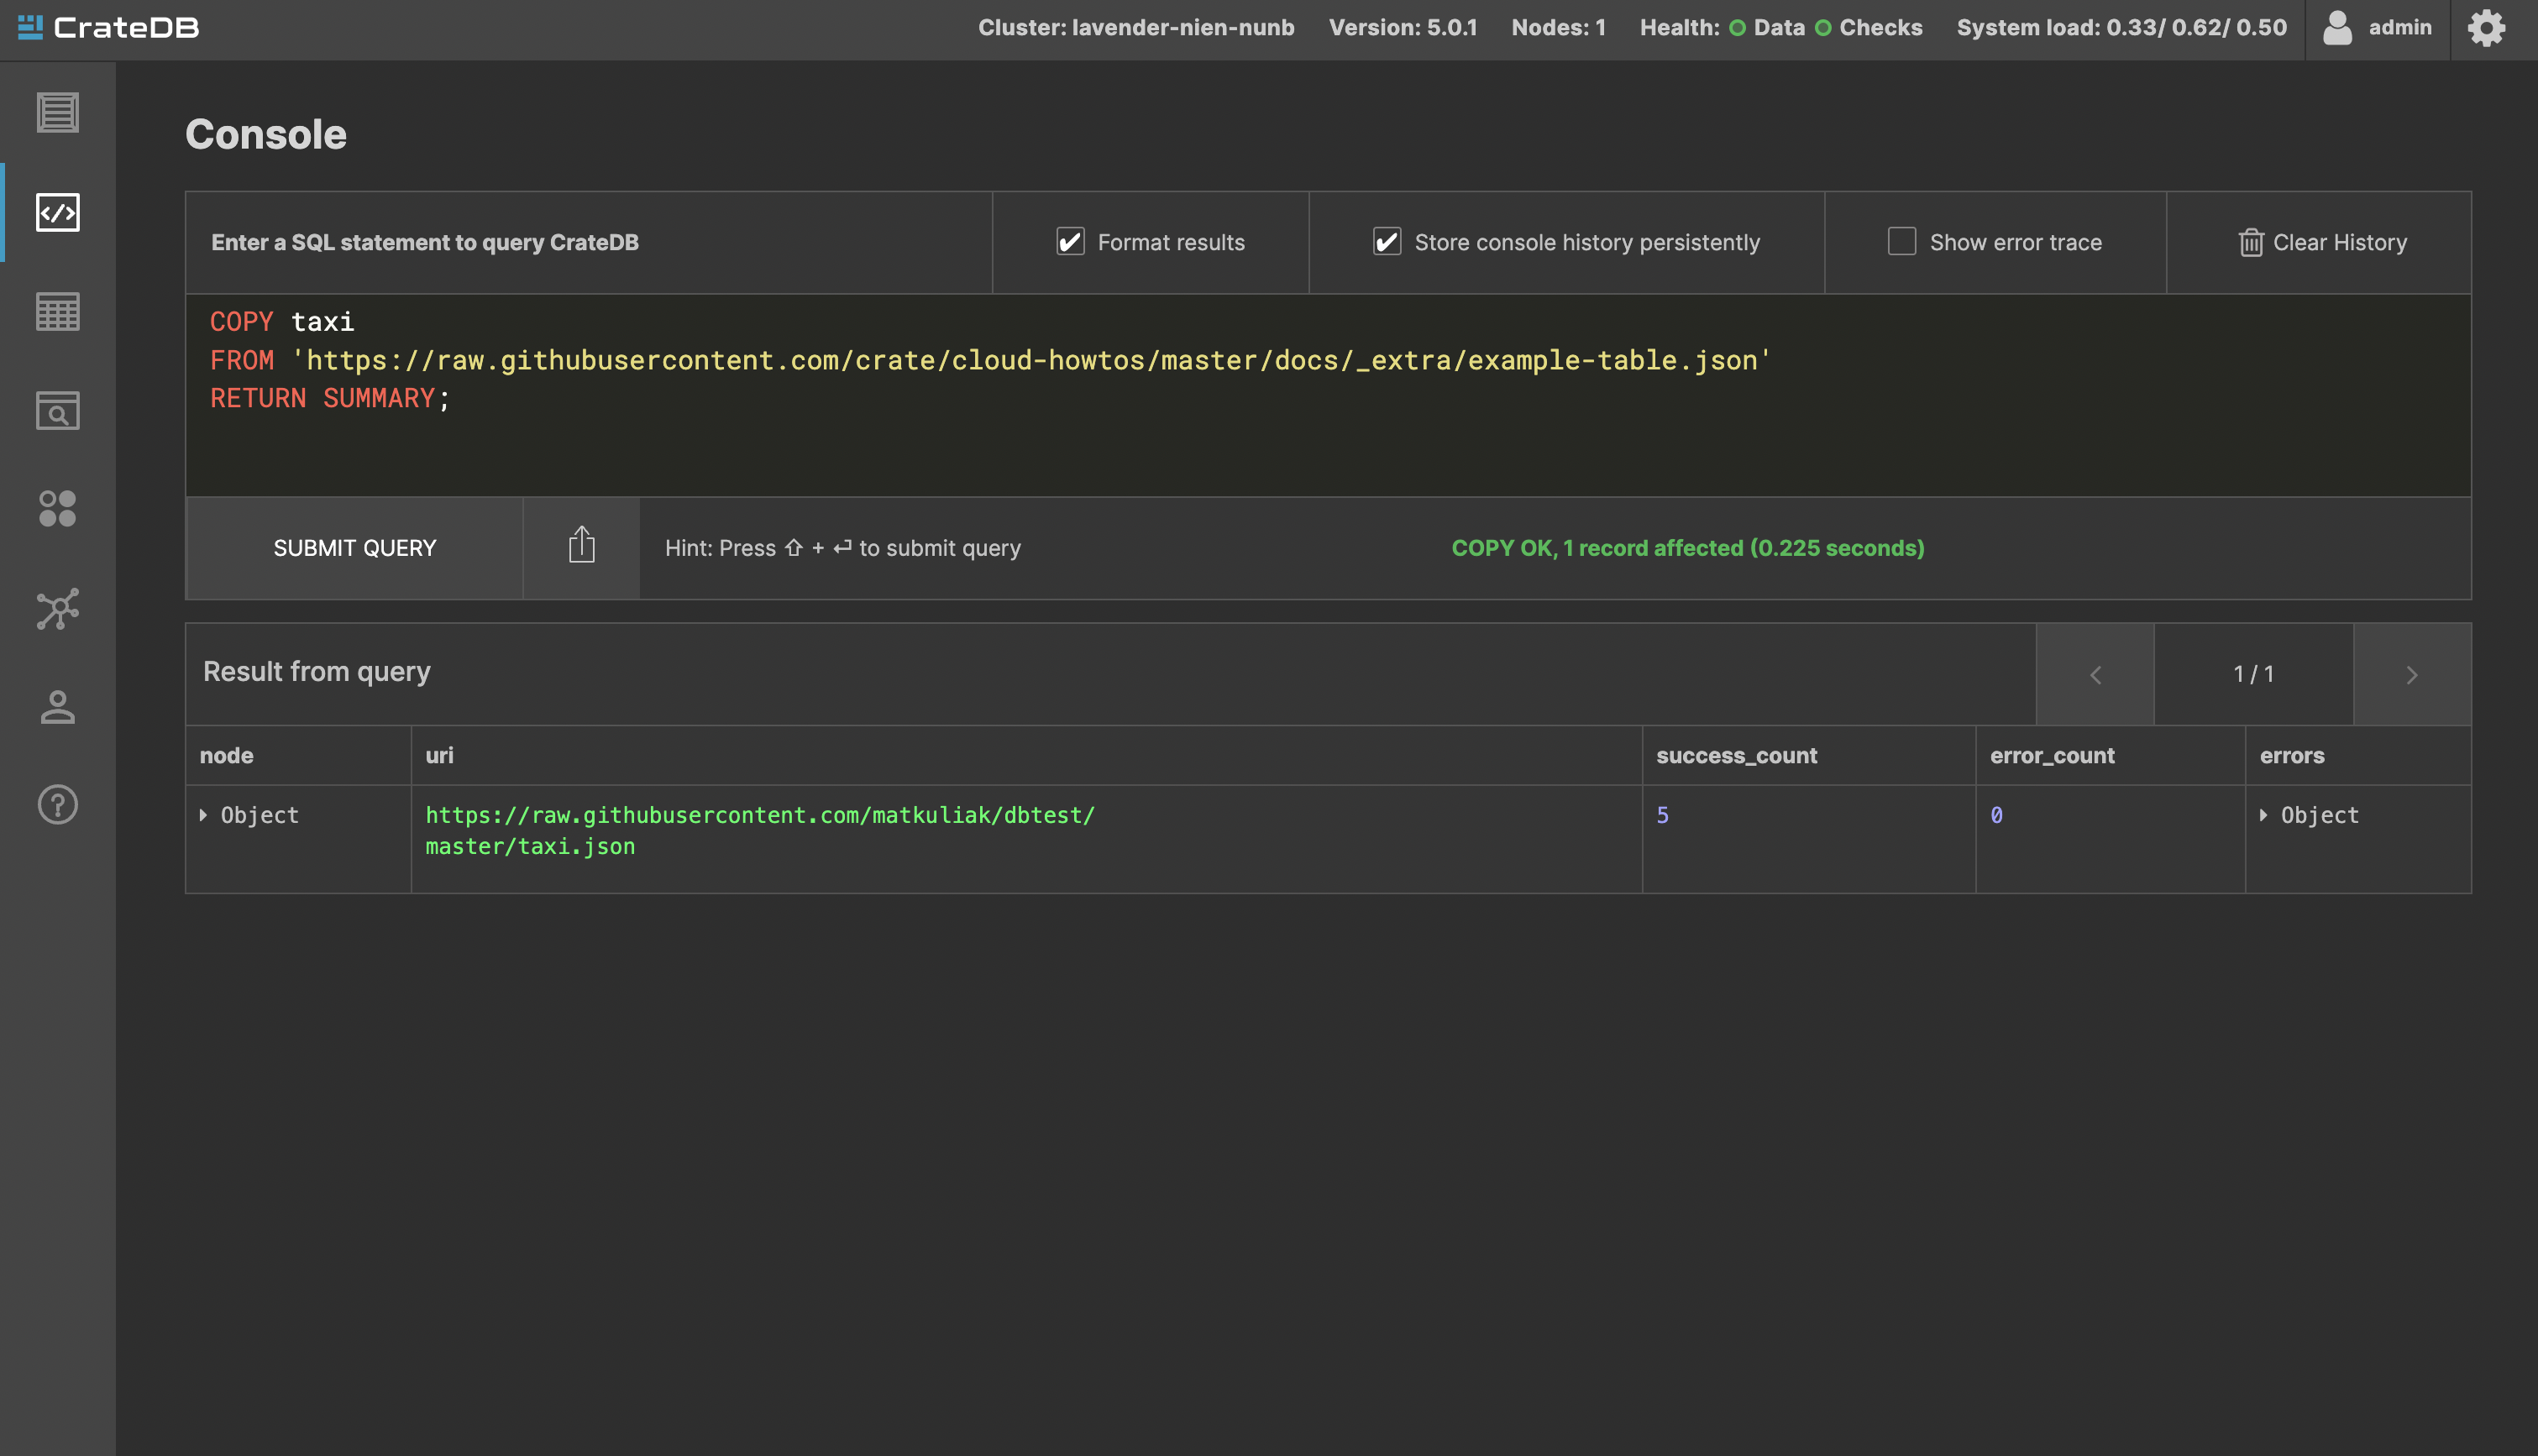 CrateDB
Cluster: lavender-nien-nunb Version: 5.0.1 Nodes: 1 Health: Data Checks System load: 0.33/ 0.62/ 0.50 admin
Console
Enter a SQL statement to query CrateDB Format results Store console history persistently Show error trace Clear History
COPY taxi
FROM 'https://raw.githubusercontent.com/crate/cloud-howtos/master/docs/_extra/example-table.json'
RETURN SUMMARY;
SUBMIT QUERY Hint: Press ⇧ + ↵ to submit query COPY OK, 1 record affected (0.225 seconds)
Result from query < 1 / 1 >
node uri success_count error_count errors
Object https://raw.githubusercontent.com/matkuliak/dbtest/ 5 0 Object
master/taxi.json